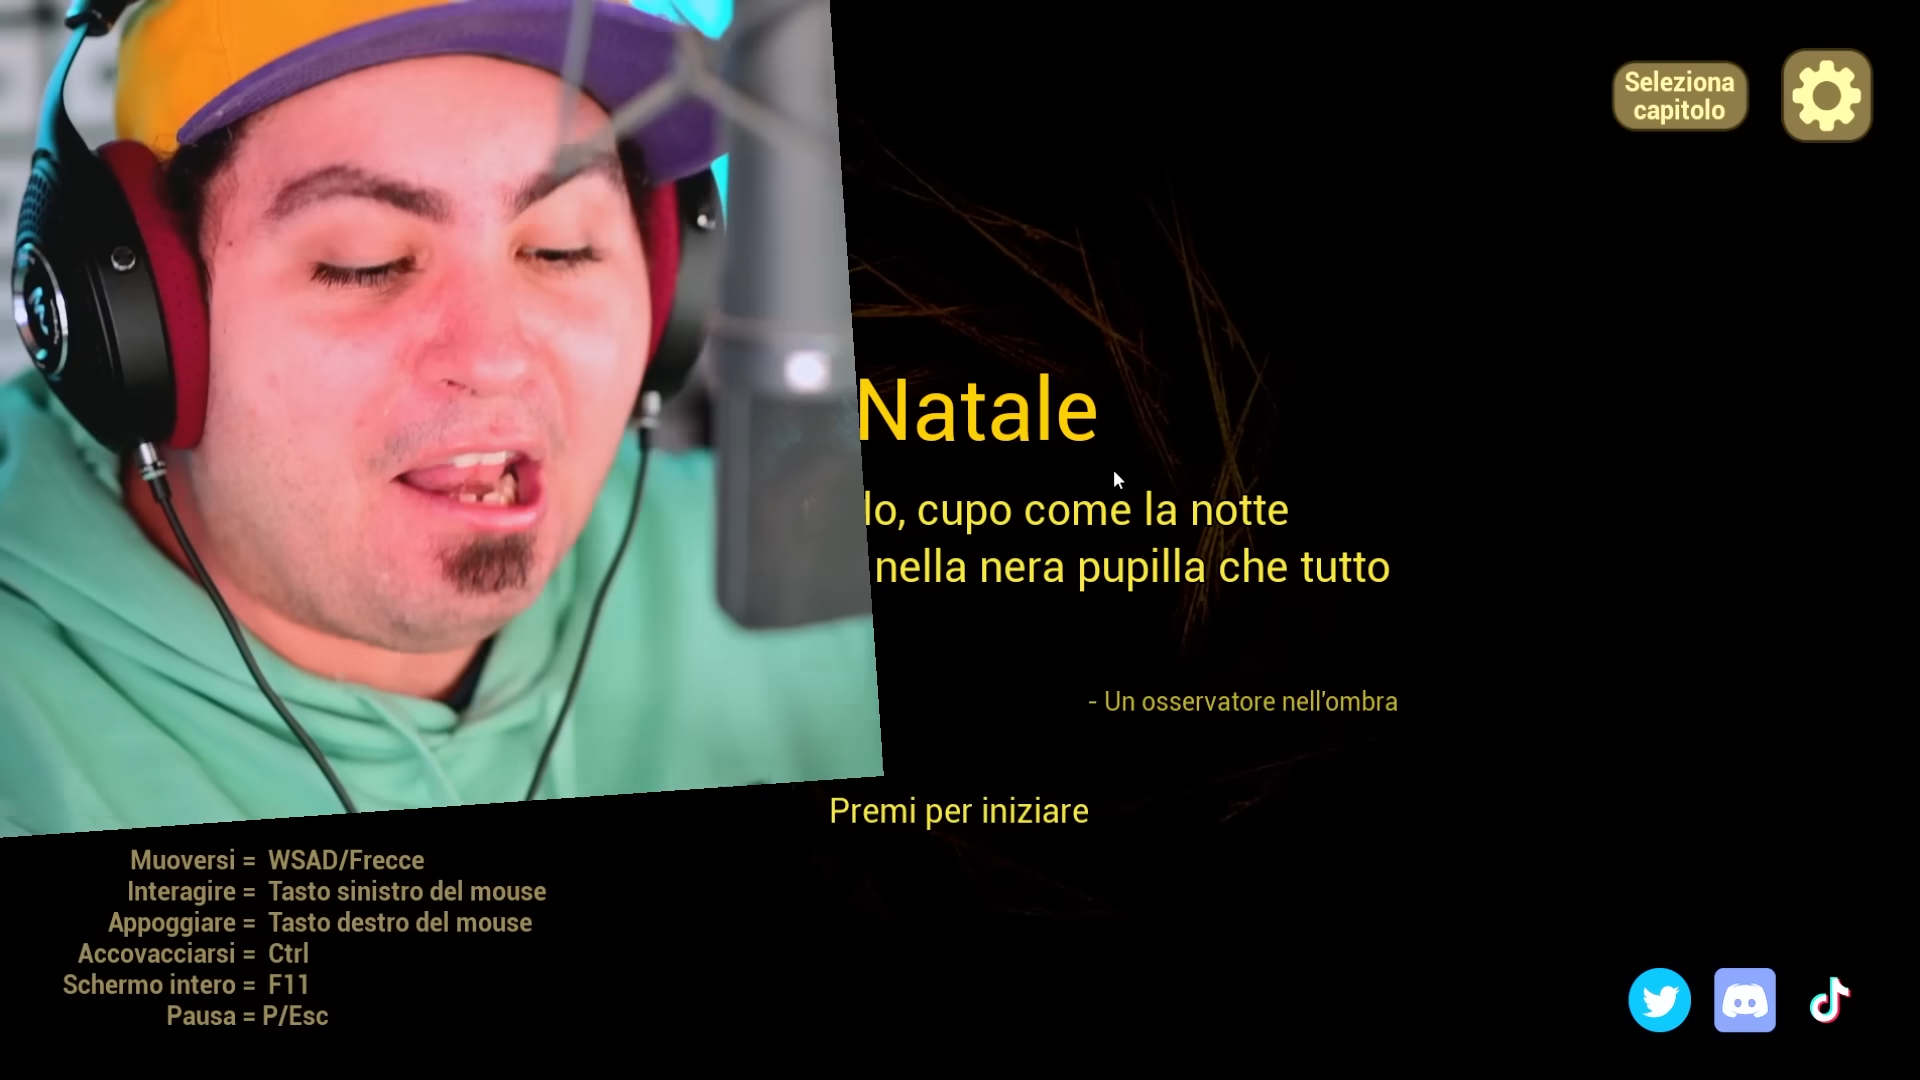 Seleziona
capitolo
Natale
lo, cupo come la notte
nella nera pupilla che tutto
- Un osservatore nell'ombra
Premi per iniziare
Muoversi = WSAD/Frecce
Interagire = Tasto sinistro del mouse
Appoggiare = Tasto destro del mouse
Accovacciarsi = Ctrl
Schermo intero = F11
Pausa = P/Esc